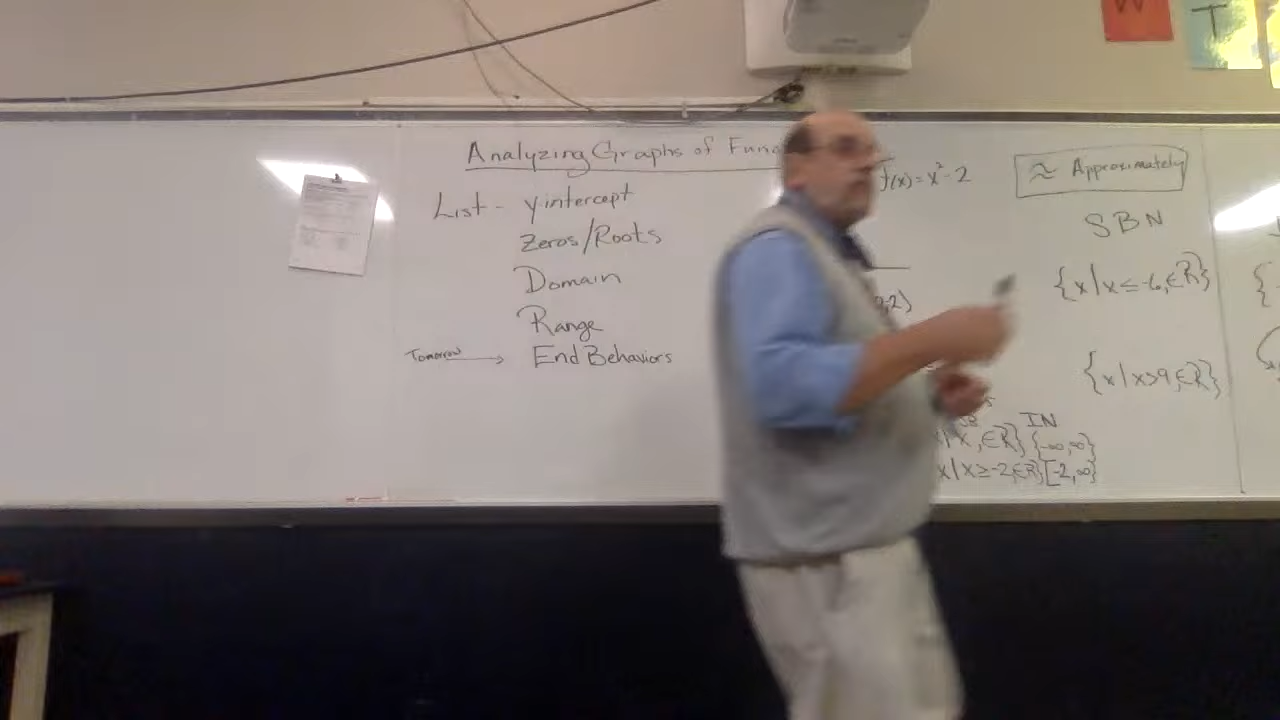 W
T
Analyzing Graphs of Func
List - y-intercept
Zeros/Roots
Domain
Range
Tomorrow → End Behaviors
f(x) = x² - 2
,-2)
≈ Approximately
SBN
{x|x≤-6,∈ℝ}
{x|x>9,∈ℝ}
IN
|x,∈ℝ} {-∞,∞}
x|x≥-2,∈ℝ} [-2,∞}